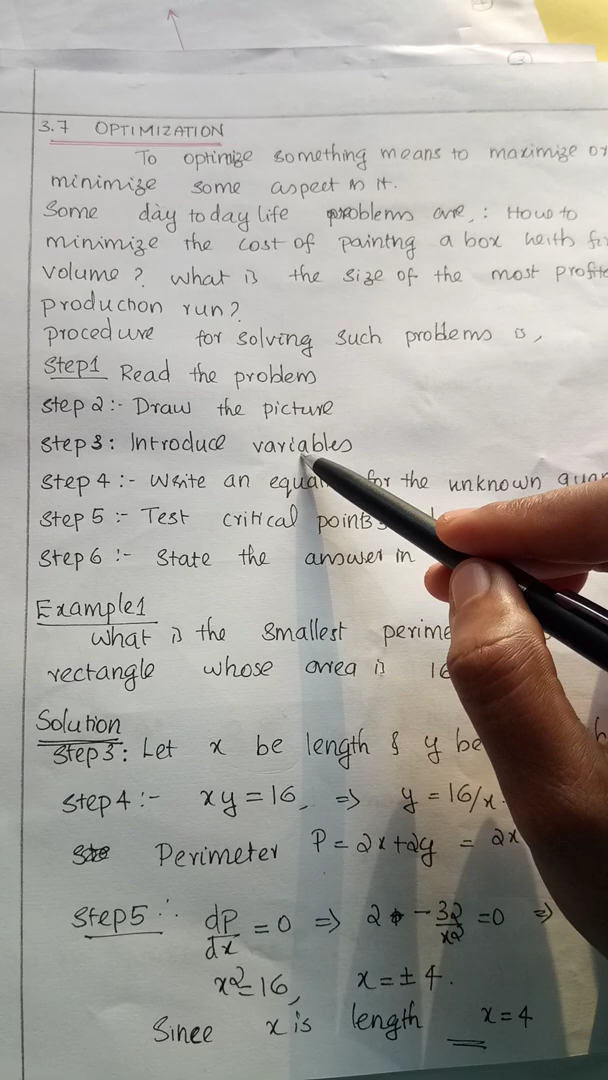 3.7 OPTIMIZATION
To optimize something means to maximize or
minimize some aspect it.
Some day to day life problems are, : How to
minimize the cost of paintng a box with
volume ? what is the size of the most
production run?
procedure for solving such problems is,
Step1 Read the problem
step 2:- Draw the picture
step 3: Introduce variables
step 4 :- Write an for the unknown
step 5 :- Test critical points
step 6 :- State the answer in
Example1
what is the smallest
rectangle whose area is 16
Solution
Step3: Let x be length & y be
step 4 :- xy = 16, => y = 16/x.
Perimeter P = 2x+2y = 2x
step5 dP/dx = 0 => 2 - 32/x2 = 0 =>
x2=16, x = ± 4.
Since x is length x = 4